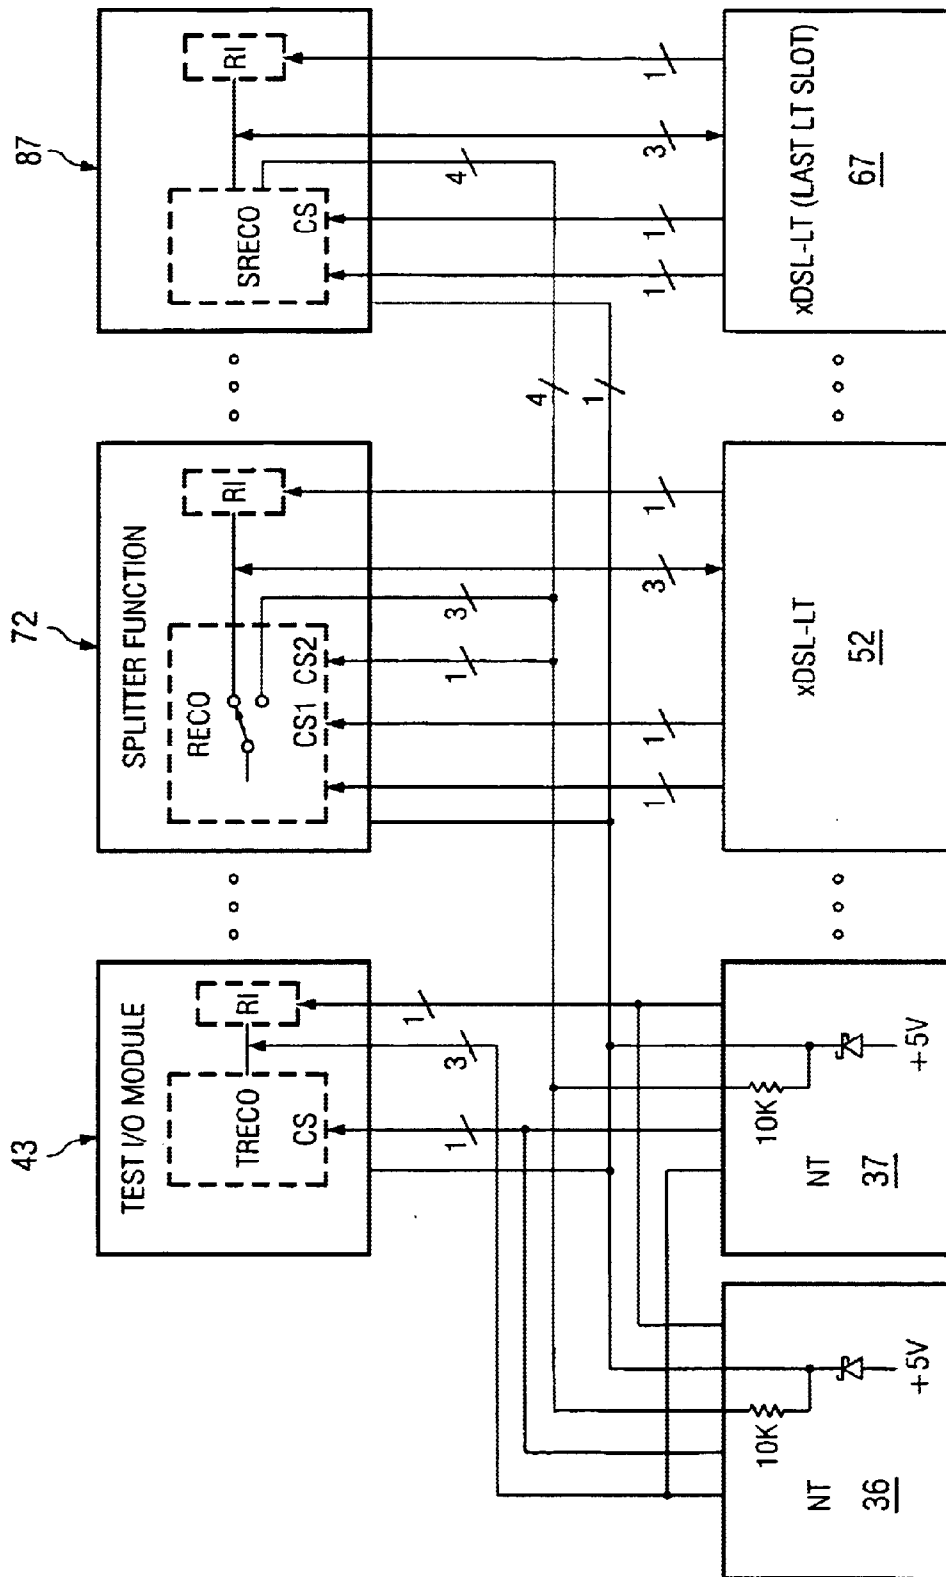 43
TEST I/O MODULE
TRECO
CS
RI
72
SPLITTER FUNCTION
RECO
CS1
CS2
RI
87
SRECO
CS
RI
1
3
1
1
1
1
3
3
1
4
1
1
1
4
3
1
NT
36
10K
+5V
NT
37
10K
+5V
xDSL-LT
52
xDSL-LT (LAST LT SLOT)
67